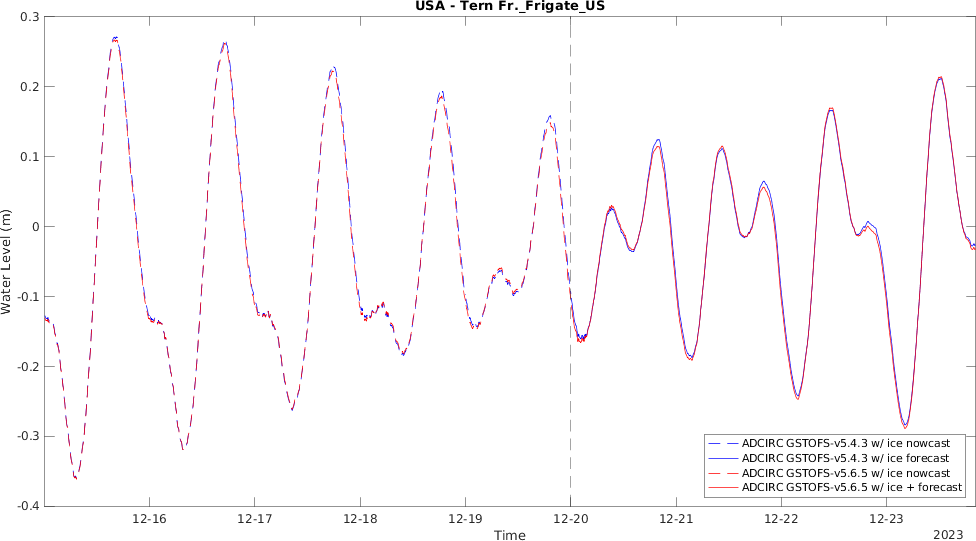 USA - Tern Fr._Frigate_US
0.3
0.2
0.1
0
-0.1
-0.2
-0.3
-0.4
Water Level (m)
ADCIRC GSTOFS-v5.4.3 w/ ice nowcast
ADCIRC GSTOFS-v5.4.3 w/ ice forecast
ADCIRC GSTOFS-v5.6.5 w/ ice nowcast
ADCIRC GSTOFS-v5.6.5 w/ ice + forecast
12-16 12-17 12-18 12-19 12-20 12-21 12-22 12-23
Time
2023